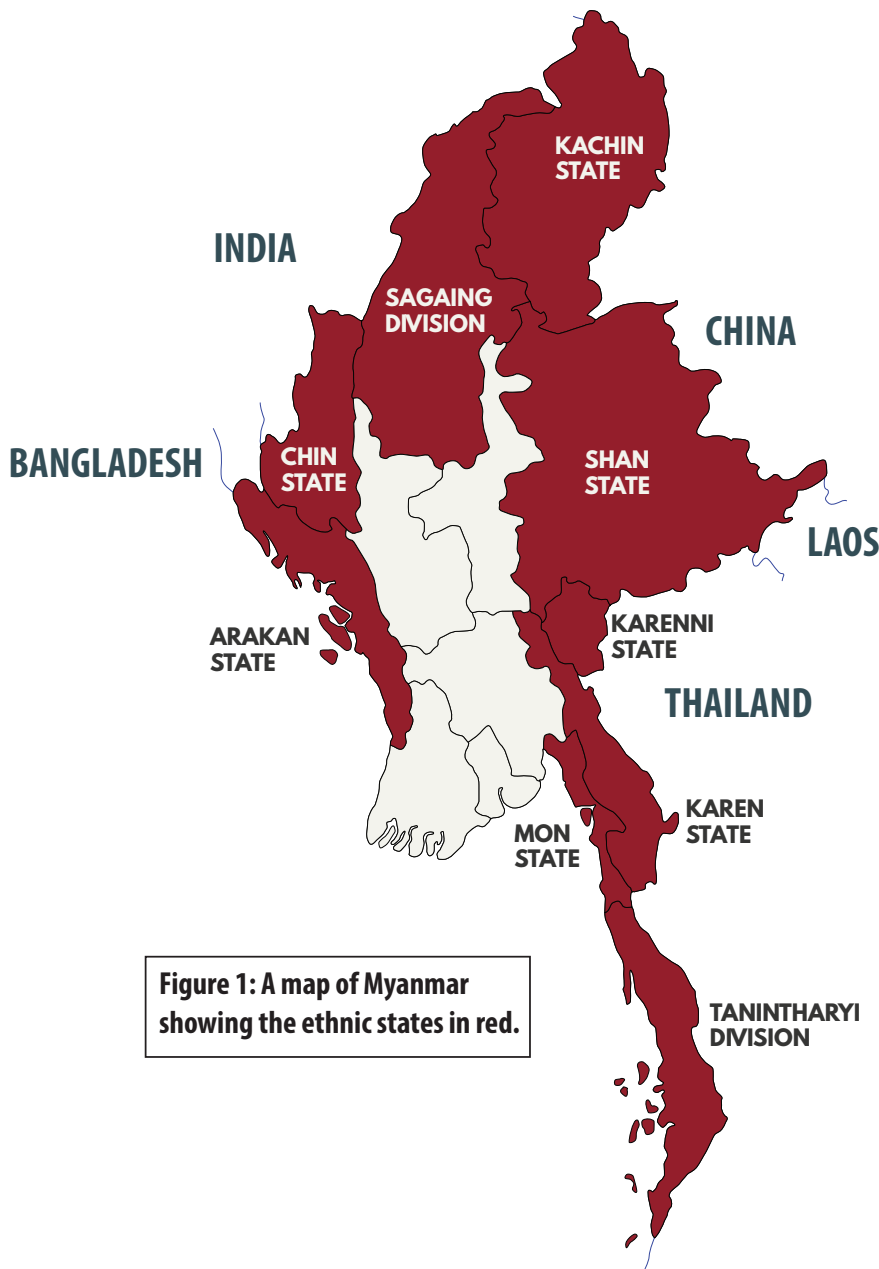 KACHIN
STATE
INDIA
SAGAING
DIVISION
CHINA
BANGLADESH
CHIN
STATE
SHAN
STATE
LAOS
ARAKAN
STATE
KARENNI
STATE
THAILAND
KAREN
STATE
MON
STATE
Figure 1: A map of Myanmar
showing the ethnic states in red.
TANINTHARYI
DIVISION